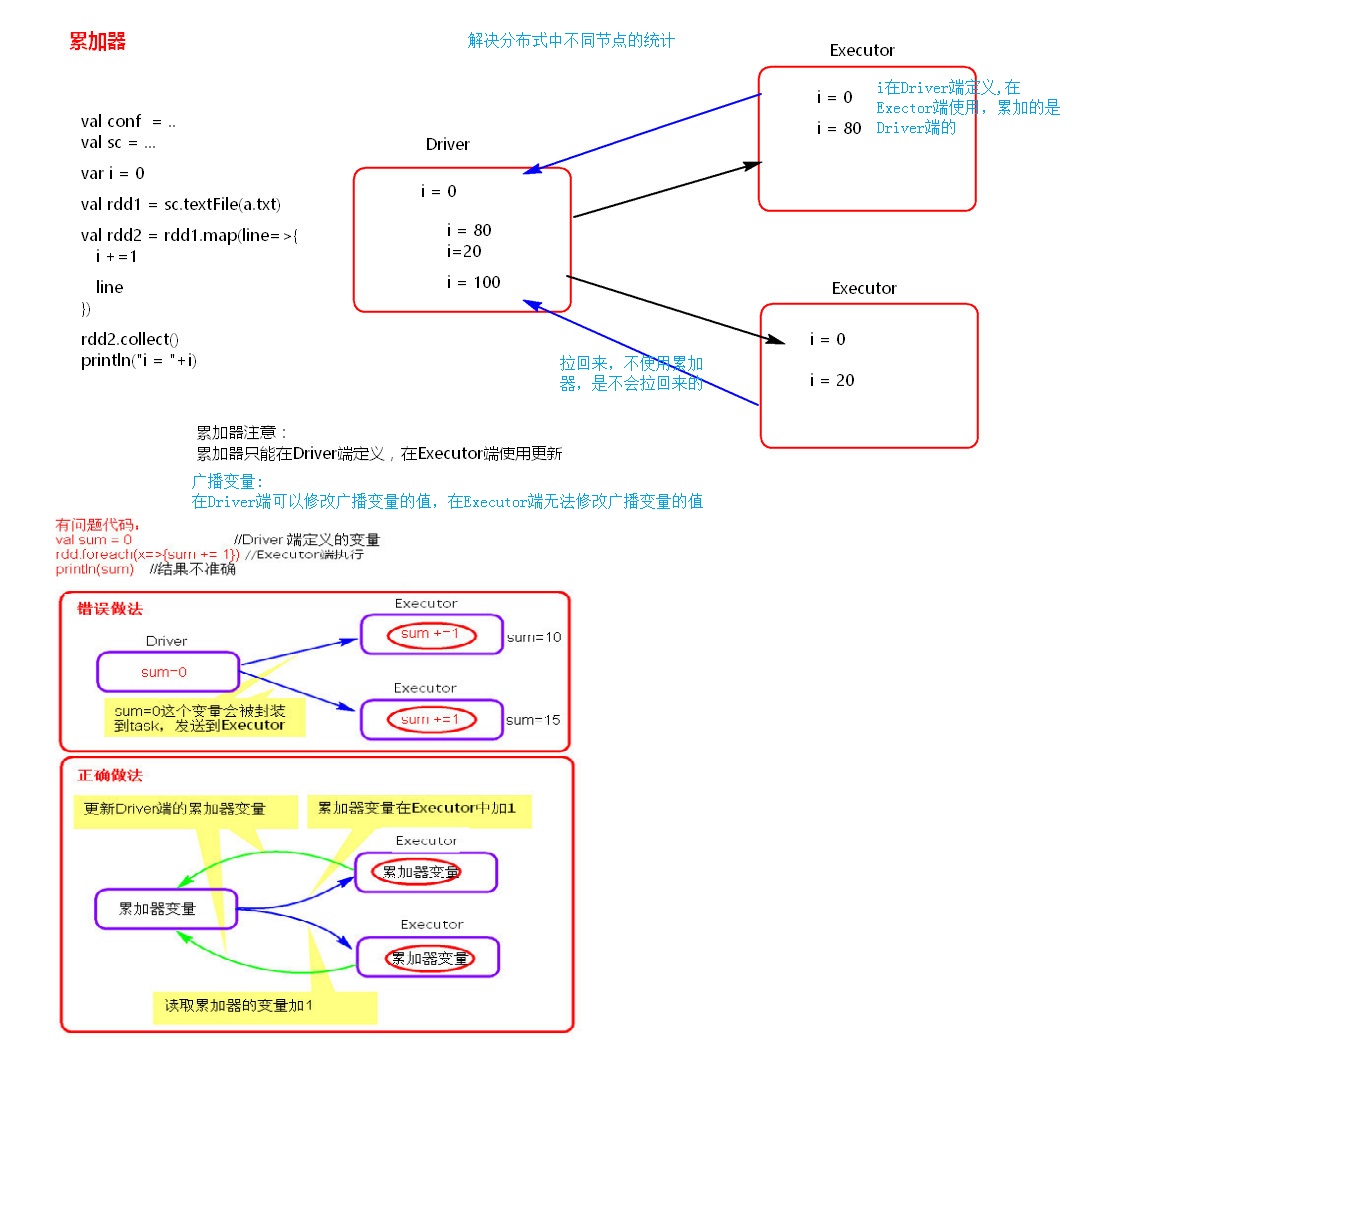 累加器
解决分布式中不同节点的统计
val conf  = ..
val sc = ...
var i = 0
val rdd1 = sc.textFile(a.txt)
val rdd2 = rdd1.map(line=>{
i +=1
line
})
rdd2.collect()
println("i = "+i)
Driver
i = 0
i = 80
i=20
i = 100
Executor
i = 0
i = 80
i在Driver端定义,在
Exector端使用，累加的是
Driver端的
Executor
i = 0
i = 20
拉回来，不使用累加
器，是不会拉回来的
累加器注意：
累加器只能在Driver端定义，在Executor端使用更新
广播变量:
在Driver端可以修改广播变量的值，在Executor端无法修改广播变量的值
有问题代码：
val sum = 0 //Driver 端定义的变量
rdd.foreach(x=>{sum += 1}) //Executor端执行
println(sum) //结果不准确
错误做法
Driver
sum=0
Executor
sum +=1
sum=10
Executor
sum +=1
sum=15
sum=0这个变量会被封装
到task，发送到Executor
正确做法
更新Driver端的累加器变量
累加器变量在Executor中加1
Executor
累加器变量
累加器变量
Executor
累加器变量
读取累加器的变量加1